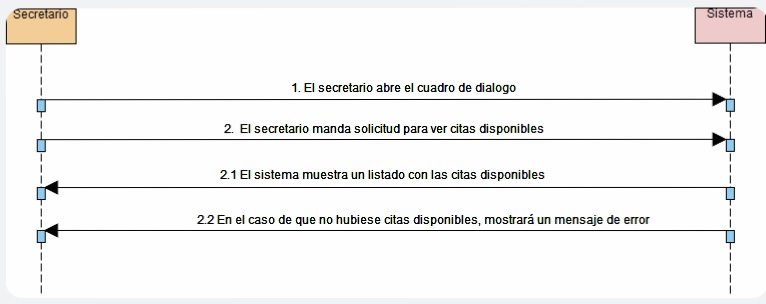 Secretario
Sistema
1. El secretario abre el cuadro de dialogo
2. El secretario manda solicitud para ver citas disponibles
2.1 El sistema muestra un listado con las citas disponibles
2.2 En el caso de que no hubiese citas disponibles, mostrará un mensaje de error